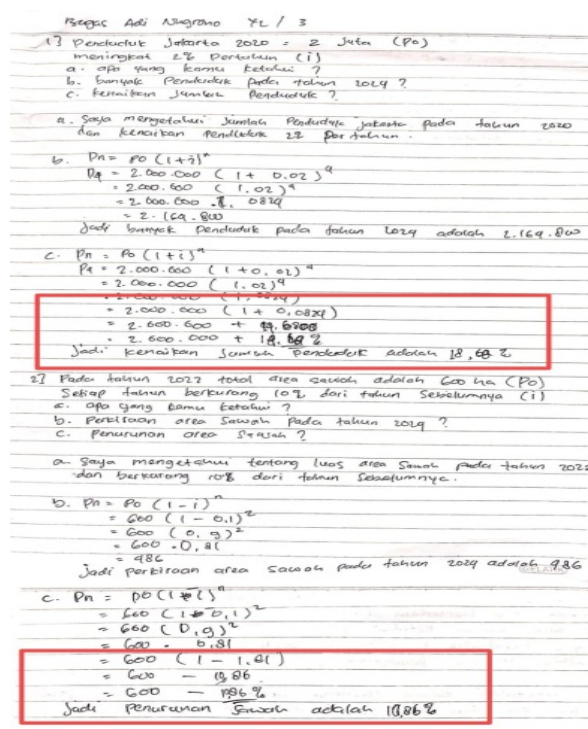 Bagas Adi Nugrono XL / 3
1] Penduduk Jakarta 2020 = 2 Juta (Po)
meningkat 2% Pertahun (i)
a. apa yang kamu ketahui ?
b. banyak Penduduk Pada tahun 2024 ?
c. kenaikan Jumlah Penduduk ?
a. Saya mengetahui Jumlah Penduduk jakarta Pada tahun 2020
dan kenaikan Penduduk 2% Per tahun.
b. Pn = Po (1+i)^n
P4 = 2.000.000 (1 + 0.02)^4
= 2.000.000 (1.02)^4
= 2.000.000 . 1, 0824
= 2.164.800
Jadi banyak Penduduk pada tahun 2024 adalah 2.164.800
c. Pn = Po (1+i)^n
P4 = 2.000.000 (1+0,02)^4
= 2.000.000 (1.02)^4
= 2.000.000 (1,0824)
= 2.000.000 (1 + 0,0824)
= 2.000.000 +
= 2.000.000 +
Jadi kenaikan Jumlah Penduduk adalah 18,68 %
2] Pada tahun 2022 total area sawah adalah 600 ha (Po)
Setiap tahun berkurang 10% dari tahun Sebelumnya (i)
a. apa yang kamu ketahui ?
b. Perkiraan area Sawah Pada tahun 2024 ?
c. Penurunan area Sawah ?
a. Saya mengetahui tentang luas area Sawah Pada tahun 2022
dan berkurang 10% dari tahun Sebelumnya.
b. Pn = Po (1-i)^n
= 600 (1 - 0,1)^2
= 600 (0,9)^2
= 600 . 0,81
= 486
Jadi Perkiraan area sawah pada tahun 2024 adalah 486
c. Pn = Po (1-i)^n
= 600 (1-0,1)^2
= 600 (0,9)^2
= 600 . 0,81
= 600 (1 - 1,81)
= 600 -
= 600 -
Jadi Penurunan Sawah adalah 18,86 %